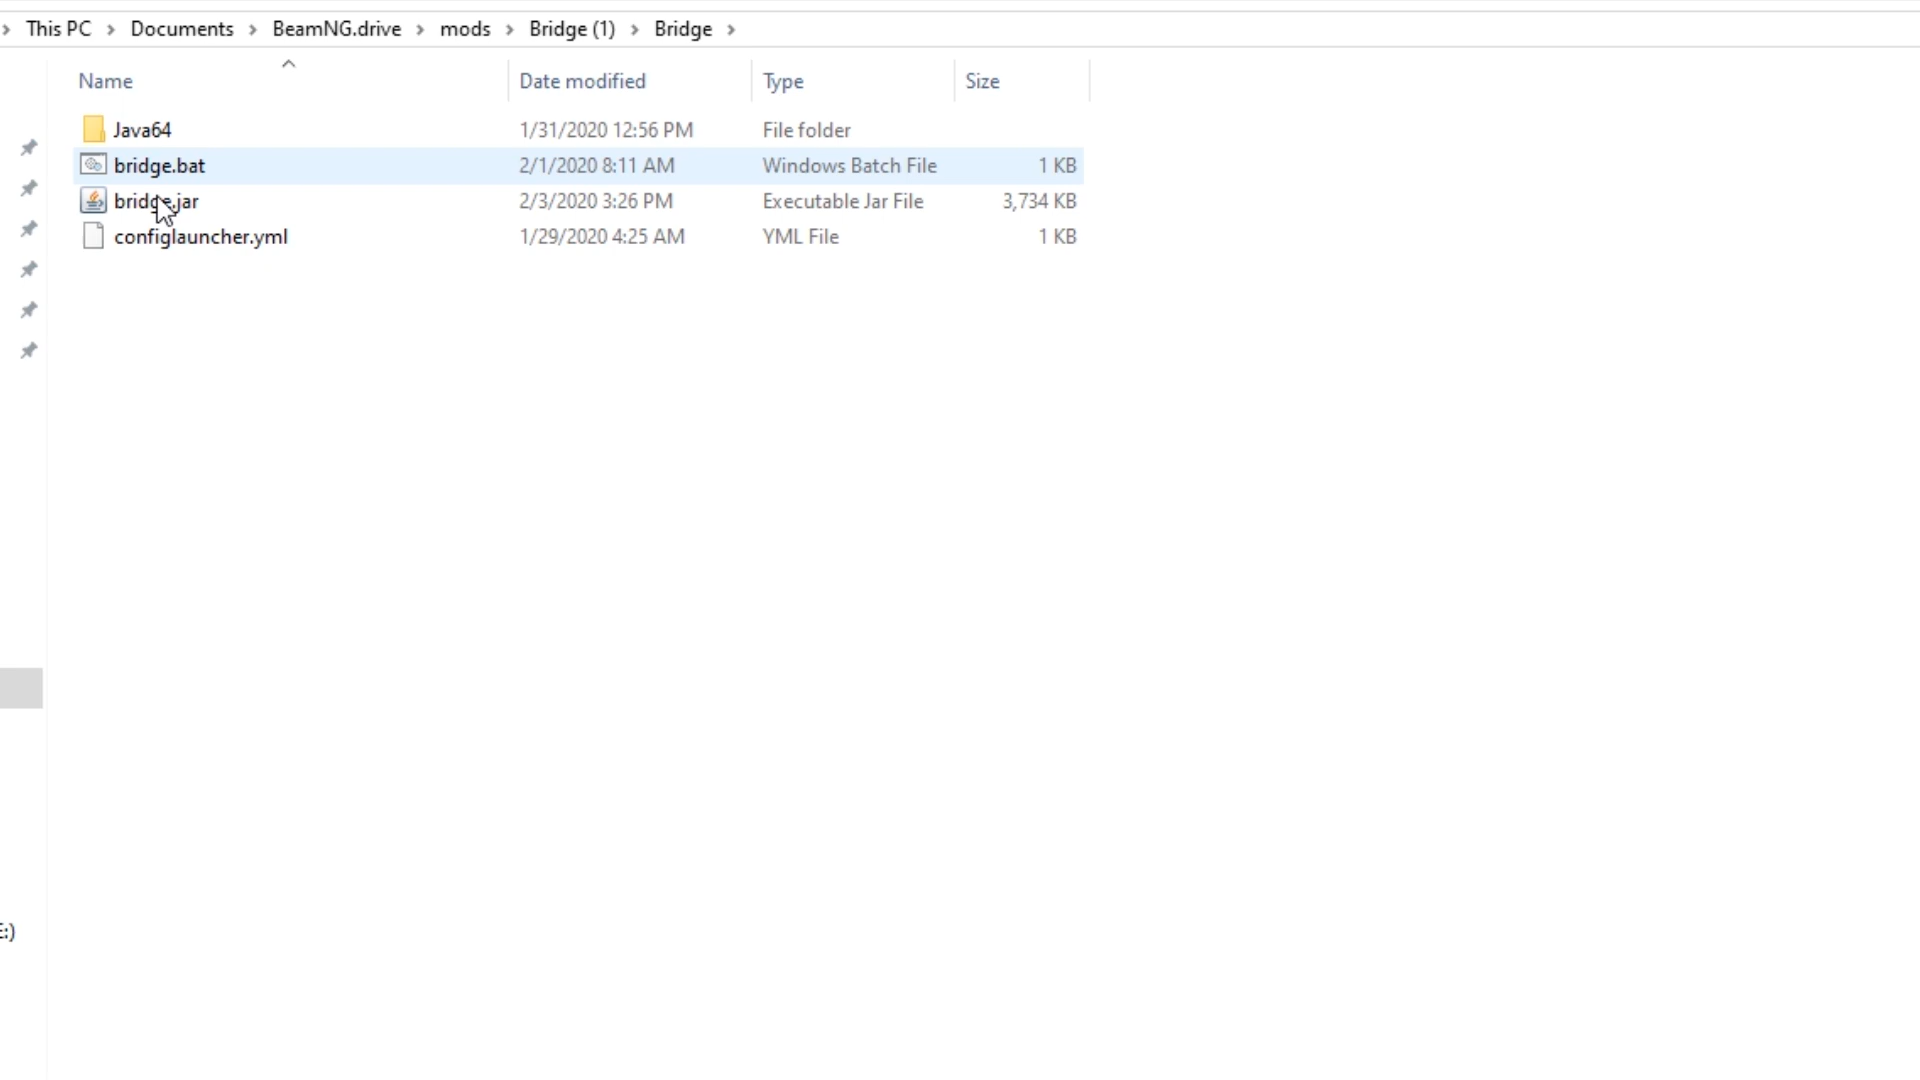 This PC > Documents > BeamNG.drive > mods > Bridge (1) > Bridge >
Name Date modified Type Size
Java64 1/31/2020 12:56 PM File folder
bridge.bat 2/1/2020 8:11 AM Windows Batch File 1 KB
bridge.jar 2/3/2020 3:26 PM Executable Jar File 3,734 KB
configlauncher.yml 1/29/2020 4:25 AM YML File 1 KB
E:)